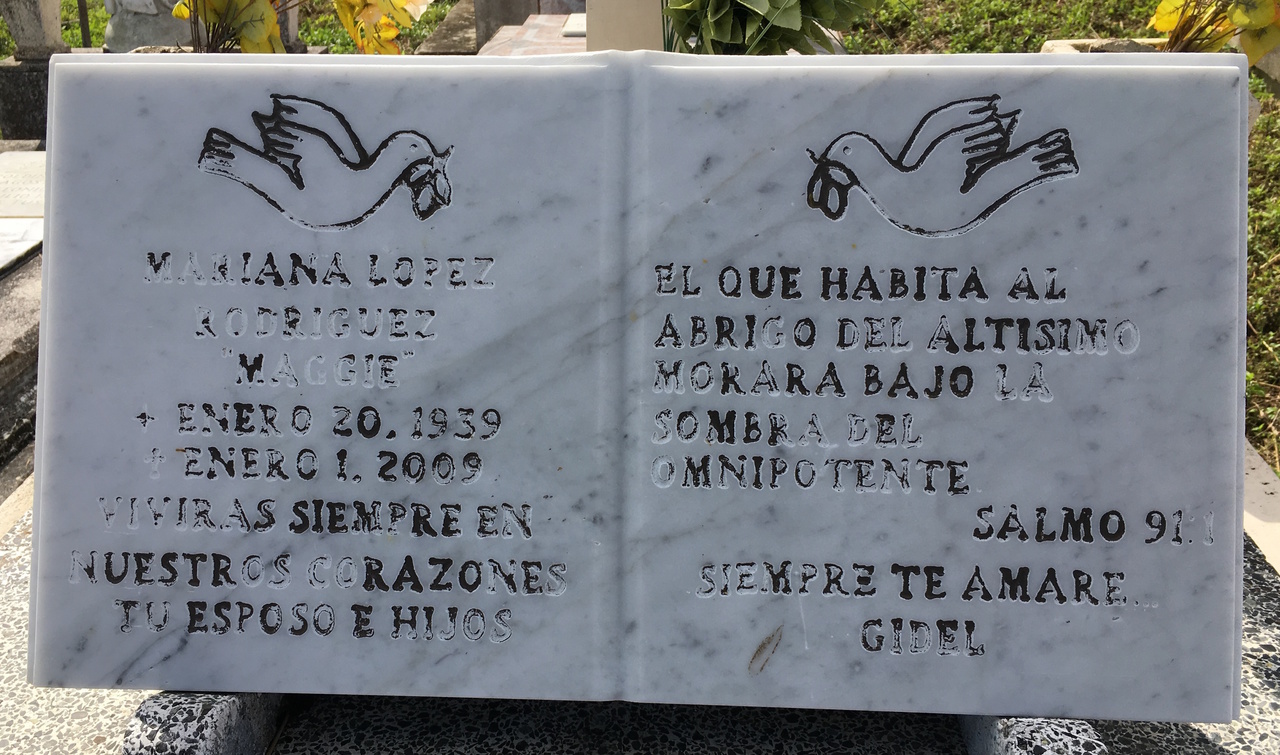 MARIANA LOPEZ
RODRIGUEZ
"MAGGIE"
+ ENERO 20, 1939
† ENERO 1, 2009
VIVIRAS SIEMPRE EN
NUESTROS CORAZONES
TU ESPOSO E HIJOS
EL QUE HABITA AL
ABRIGO DEL ALTISIMO
MORARA BAJO LA
SOMBRA DEL
OMNIPOTENTE
SALMO 91:1
SIEMPRE TE AMARE...
GIDEL